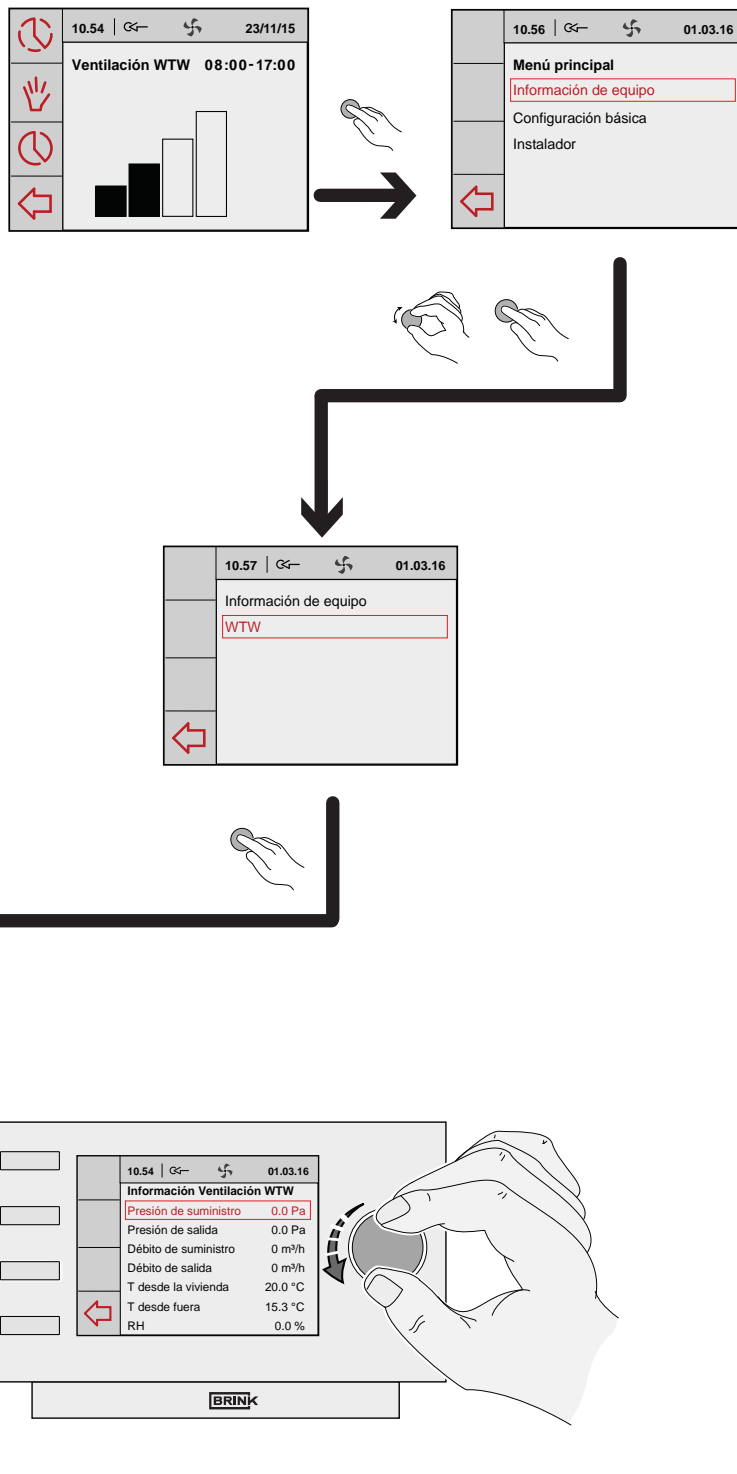 10.54 23/11/15
Ventilación WTW 08:00-17:00
10.56 01.03.16
Menú principal
Información de equipo
Configuración básica
Instalador
10.57 01.03.16
Información de equipo
WTW
10.54 01.03.16
Información Ventilación WTW
Presión de suministro 0.0 Pa
Presión de salida 0.0 Pa
Débito de suministro 0 m³/h
Débito de salida 0 m³/h
T desde la vivienda 20.0 °C
T desde fuera 15.3 °C
RH 0.0 %
BRINK